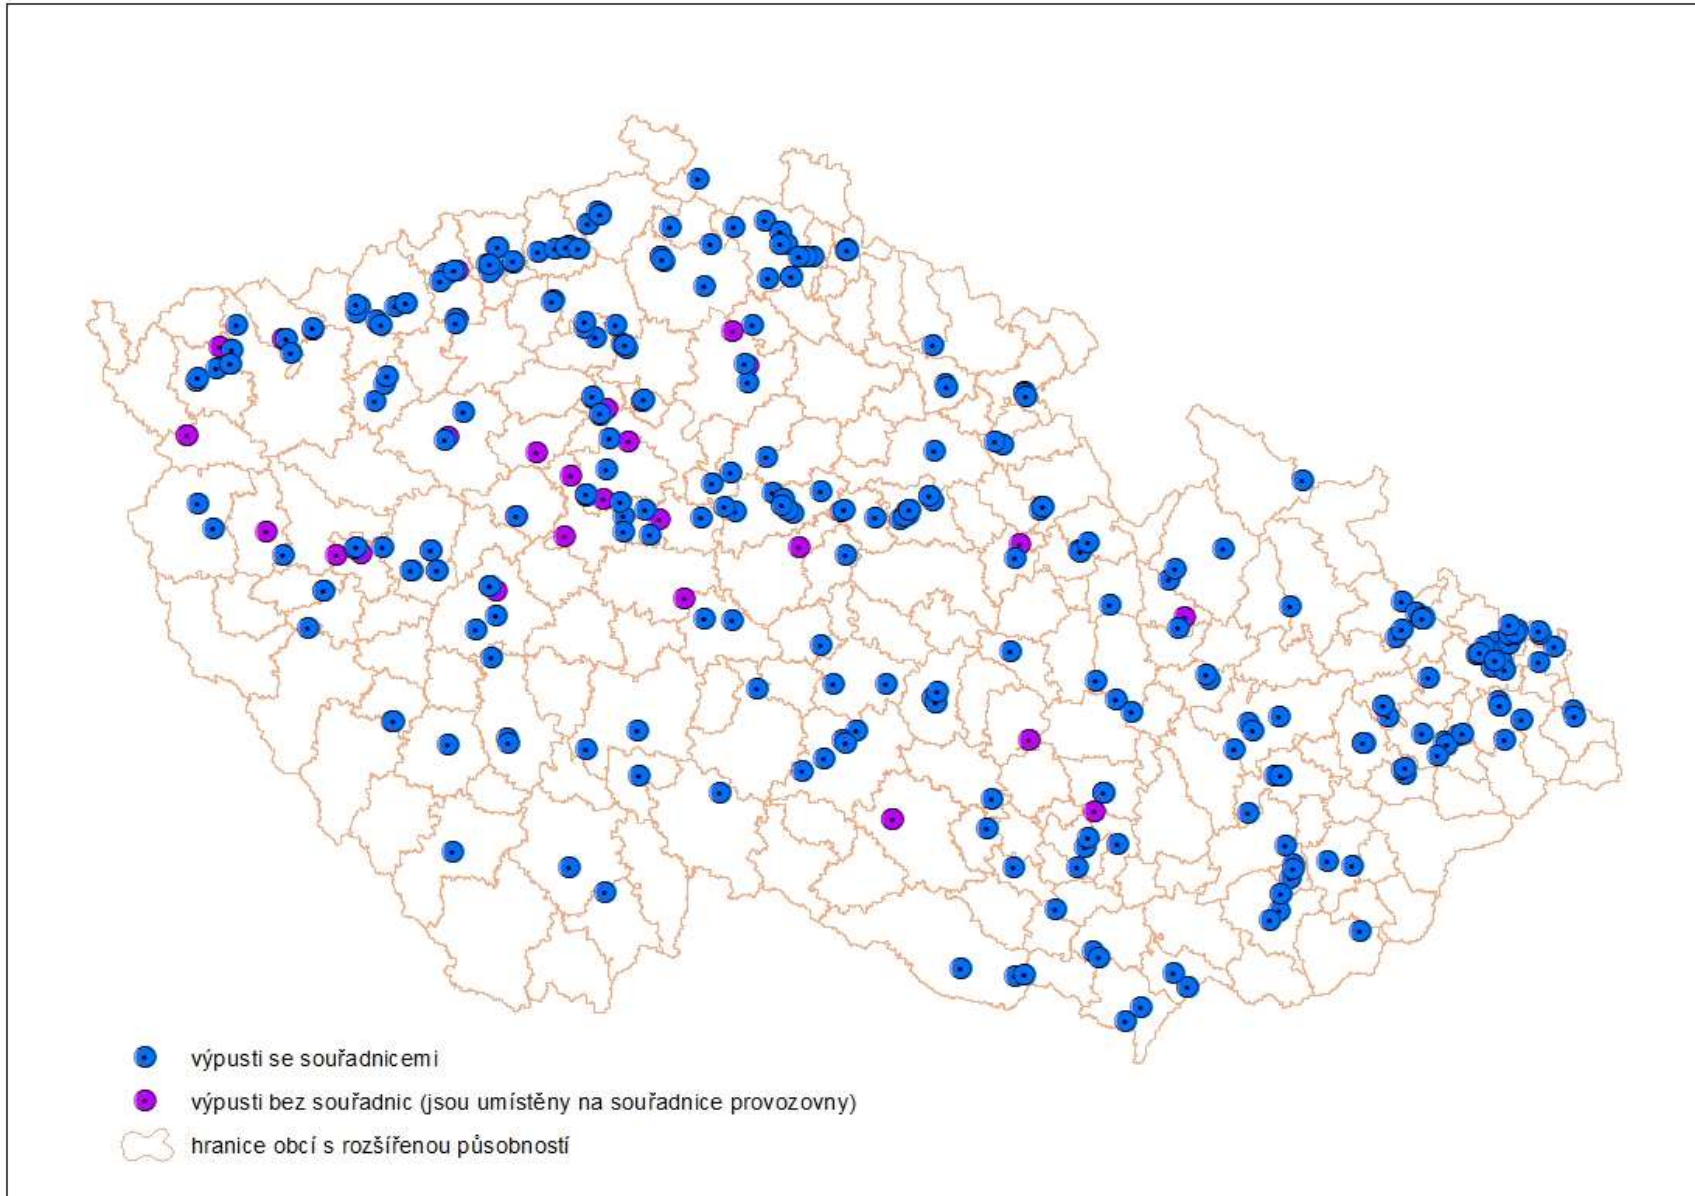 výpusti se souřadnicemi
výpusti bez souřadnic (jsou umístěny na souřadnice provozovny)
hranice obcí s rozšířenou působností